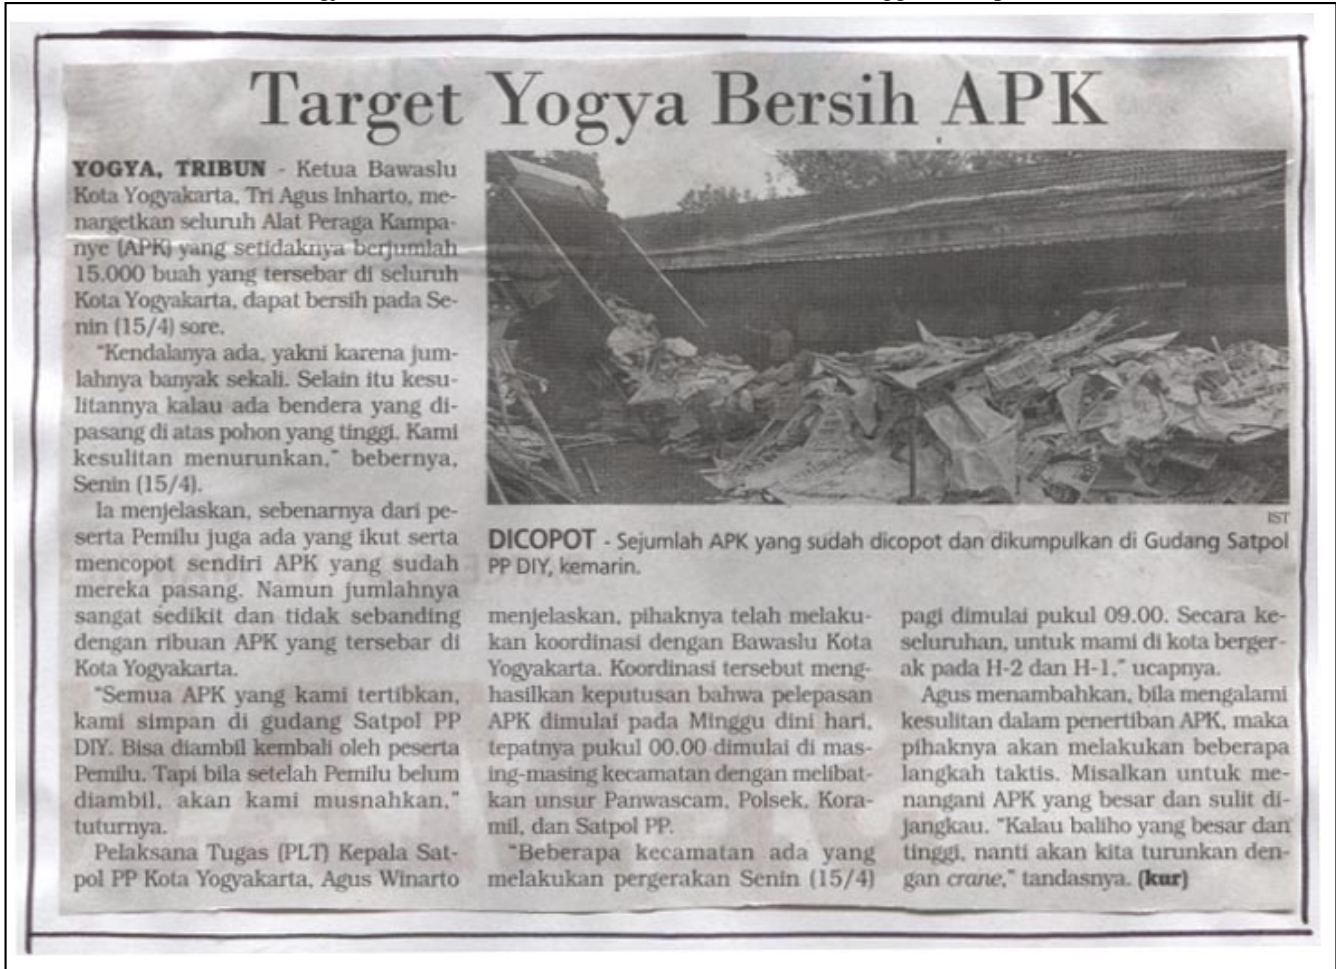 Target Yogya Bersih APK
YOGYA, TRIBUN - Ketua Bawaslu
Kota Yogyakarta, Tri Agus Inharto, me-
nargetkan seluruh Alat Peraga Kampa-
nye (APK) yang setidaknya berjumlah
15.000 buah yang tersebar di seluruh
Kota Yogyakarta, dapat bersih pada Se-
nin (15/4) sore.
"Kendalanya ada, yakni karena jum-
lahnya banyak sekali. Selain itu kesu-
litannya kalau ada bendera yang di-
pasang di atas pohon yang tinggi. Kami
kesulitan menurunkan," bebernya,
Senin (15/4).
Ia menjelaskan, sebenarnya dari pe-
serta Pemilu juga ada yang ikut serta
mencopot sendiri APK yang sudah
mereka pasang. Namun jumlahnya
sangat sedikit dan tidak sebanding
dengan ribuan APK yang tersebar di
Kota Yogyakarta.
"Semua APK yang kami tertibkan,
kami simpan di gudang Satpol PP
DIY. Bisa diambil kembali oleh peserta
Pemilu. Tapi bila setelah Pemilu belum
diambil, akan kami musnahkan,"
tuturnya.
Pelaksana Tugas (PLT) Kepala Sat-
pol PP Kota Yogyakarta, Agus Winarto
IST
DICOPOT - Sejumlah APK yang sudah dicopot dan dikumpulkan di Gudang Satpol
PP DIY, kemarin.
menjelaskan, pihaknya telah melaku-
kan koordinasi dengan Bawaslu Kota
Yogyakarta. Koordinasi tersebut meng-
hasilkan keputusan bahwa pelepasan
APK dimulai pada Minggu dini hari,
tepatnya pukul 00.00 dimulai di mas-
ing-masing kecamatan dengan melibat-
kan unsur Panwascam, Polsek, Kora-
mil, dan Satpol PP.
"Beberapa kecamatan ada yang
melakukan pergerakan Senin (15/4)
pagi dimulai pukul 09.00. Secara ke-
seluruhan, untuk mami di kota berger-
ak pada H-2 dan H-1," ucapnya.
Agus menambahkan, bila mengalami
kesulitan dalam penertiban APK, maka
pihaknya akan melakukan beberapa
langkah taktis. Misalkan untuk me-
nangani APK yang besar dan sulit di-
jangkau. "Kalau baliho yang besar dan
tinggi, nanti akan kita turunkan den-
gan crane," tandasnya. (kur)